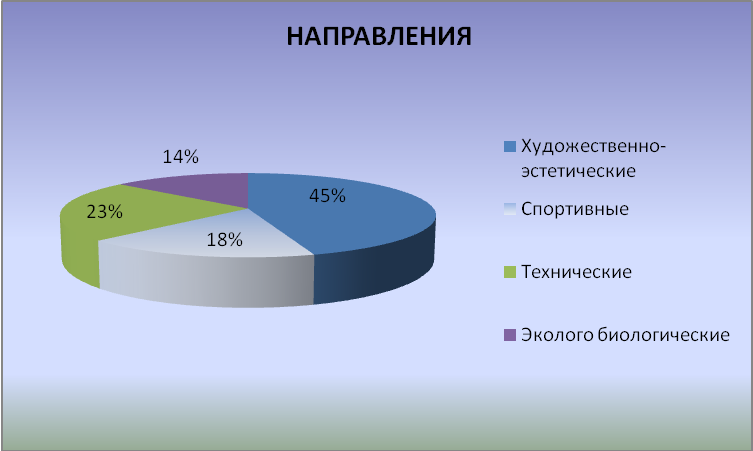 НАПРАВЛЕНИЯ
14%
45%
23%
18%
Художественно-
эстетические
Спортивные
Технические
Эколого биологические